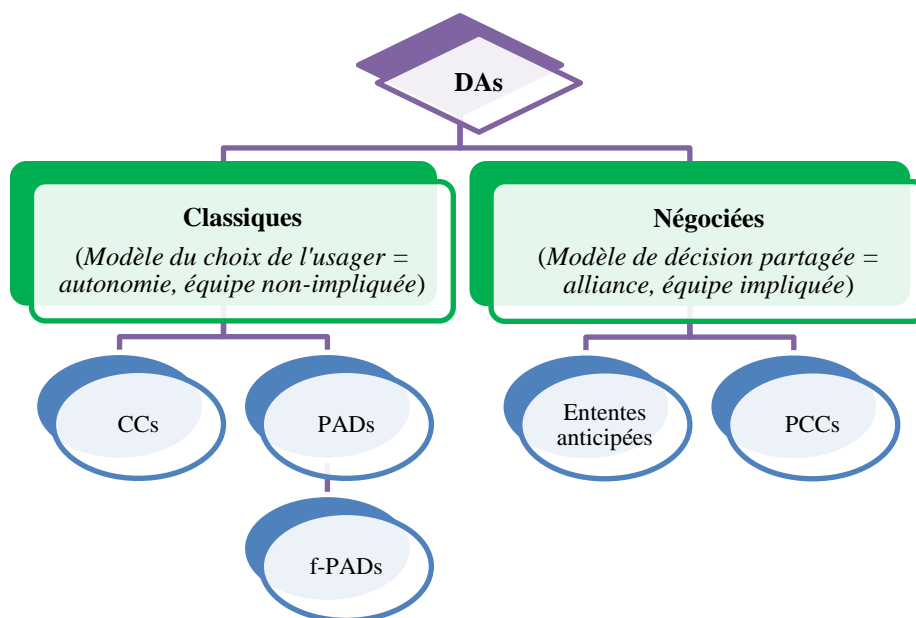 DAs
Classiques
(Modèle du choix de l'usager =
autonomie, équipe non-impliquée)
Négociées
(Modèle de décision partagée =
alliance, équipe impliquée)
CCs
PADs
Ententes
anticipées
PCCs
f-PADs